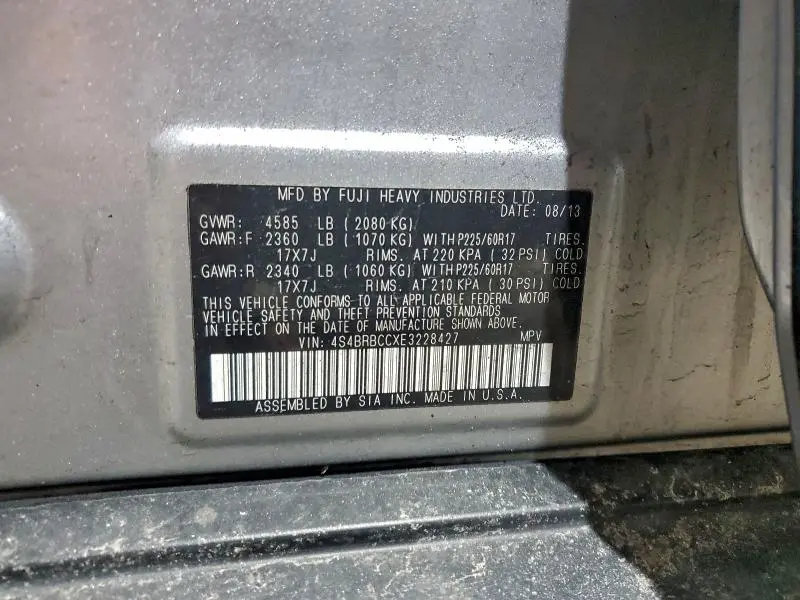 MFD BY FUJI HEAVY INDUSTRIES LTD.
DATE: 08/13
GVWR: 4585 LB ( 2080 KG)
GAWR:F 2360 LB ( 1070 KG) WITH P225/60R17 TIRES.
17X7J RIMS. AT 220 KPA ( 32 PSI) COLD
GAWR:R 2340 LB ( 1060 KG) WITH P225/60R17 TIRES.
17X7J RIMS. AT 210 KPA ( 30 PSI) COLD
THIS VEHICLE CONFORMS TO ALL APPLICABLE FEDERAL MOTOR
VEHICLE SAFETY AND THEFT PREVENTION STANDARDS
IN EFFECT ON THE DATE OF MANUFACTURE SHOWN ABOVE.
VIN: 4S4BRBCCXE3228427 MPV
ASSEMBLED BY SIA INC. MADE IN U.S.A.